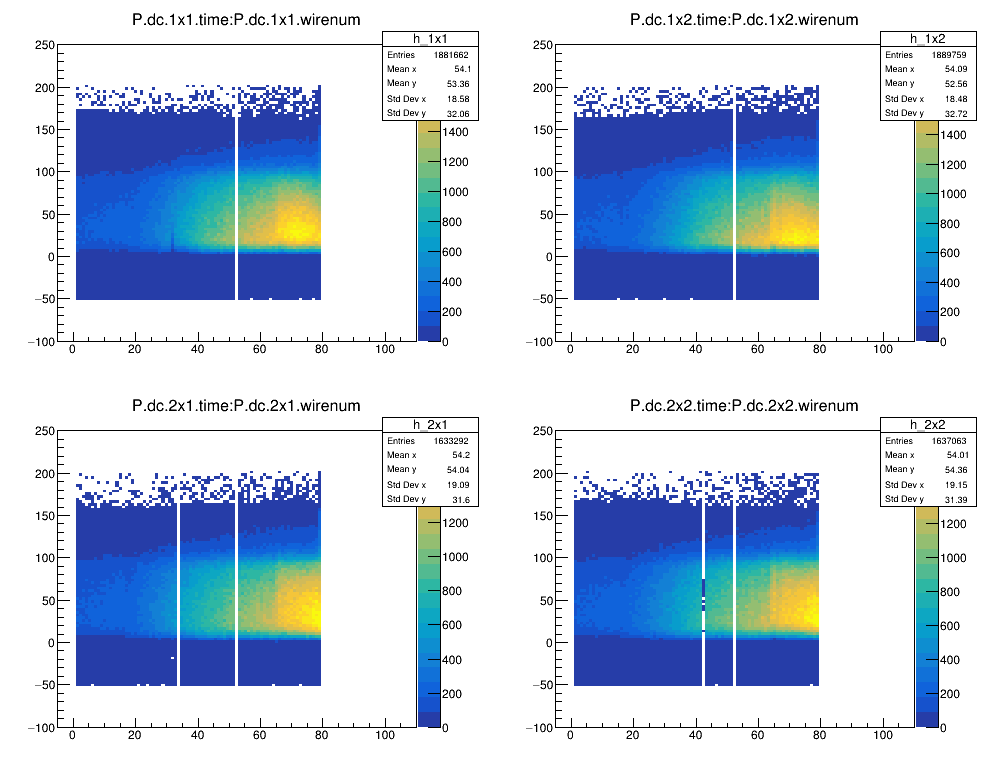 P.dc.1x1.time:P.dc.1x1.wirenum
h_1x1
Entries 1881662
Mean x 54.1
Mean y 53.36
Std Dev x 18.58
Std Dev y 32.06
250
200
150
100
50
0
−50
−100
0 20 40 60 80 100
1400
1200
1000
800
600
400
200
0
P.dc.1x2.time:P.dc.1x2.wirenum
h_1x2
Entries 1889759
Mean x 54.09
Mean y 52.56
Std Dev x 18.48
Std Dev y 32.72
250
200
150
100
50
0
−50
−100
0 20 40 60 80 100
1400
1200
1000
800
600
400
200
0
P.dc.2x1.time:P.dc.2x1.wirenum
h_2x1
Entries 1633292
Mean x 54.2
Mean y 54.04
Std Dev x 19.09
Std Dev y 31.6
250
200
150
100
50
0
−50
−100
0 20 40 60 80 100
1200
1000
800
600
400
200
0
P.dc.2x2.time:P.dc.2x2.wirenum
h_2x2
Entries 1637063
Mean x 54.01
Mean y 54.36
Std Dev x 19.15
Std Dev y 31.39
250
200
150
100
50
0
−50
−100
0 20 40 60 80 100
1200
1000
800
600
400
200
0